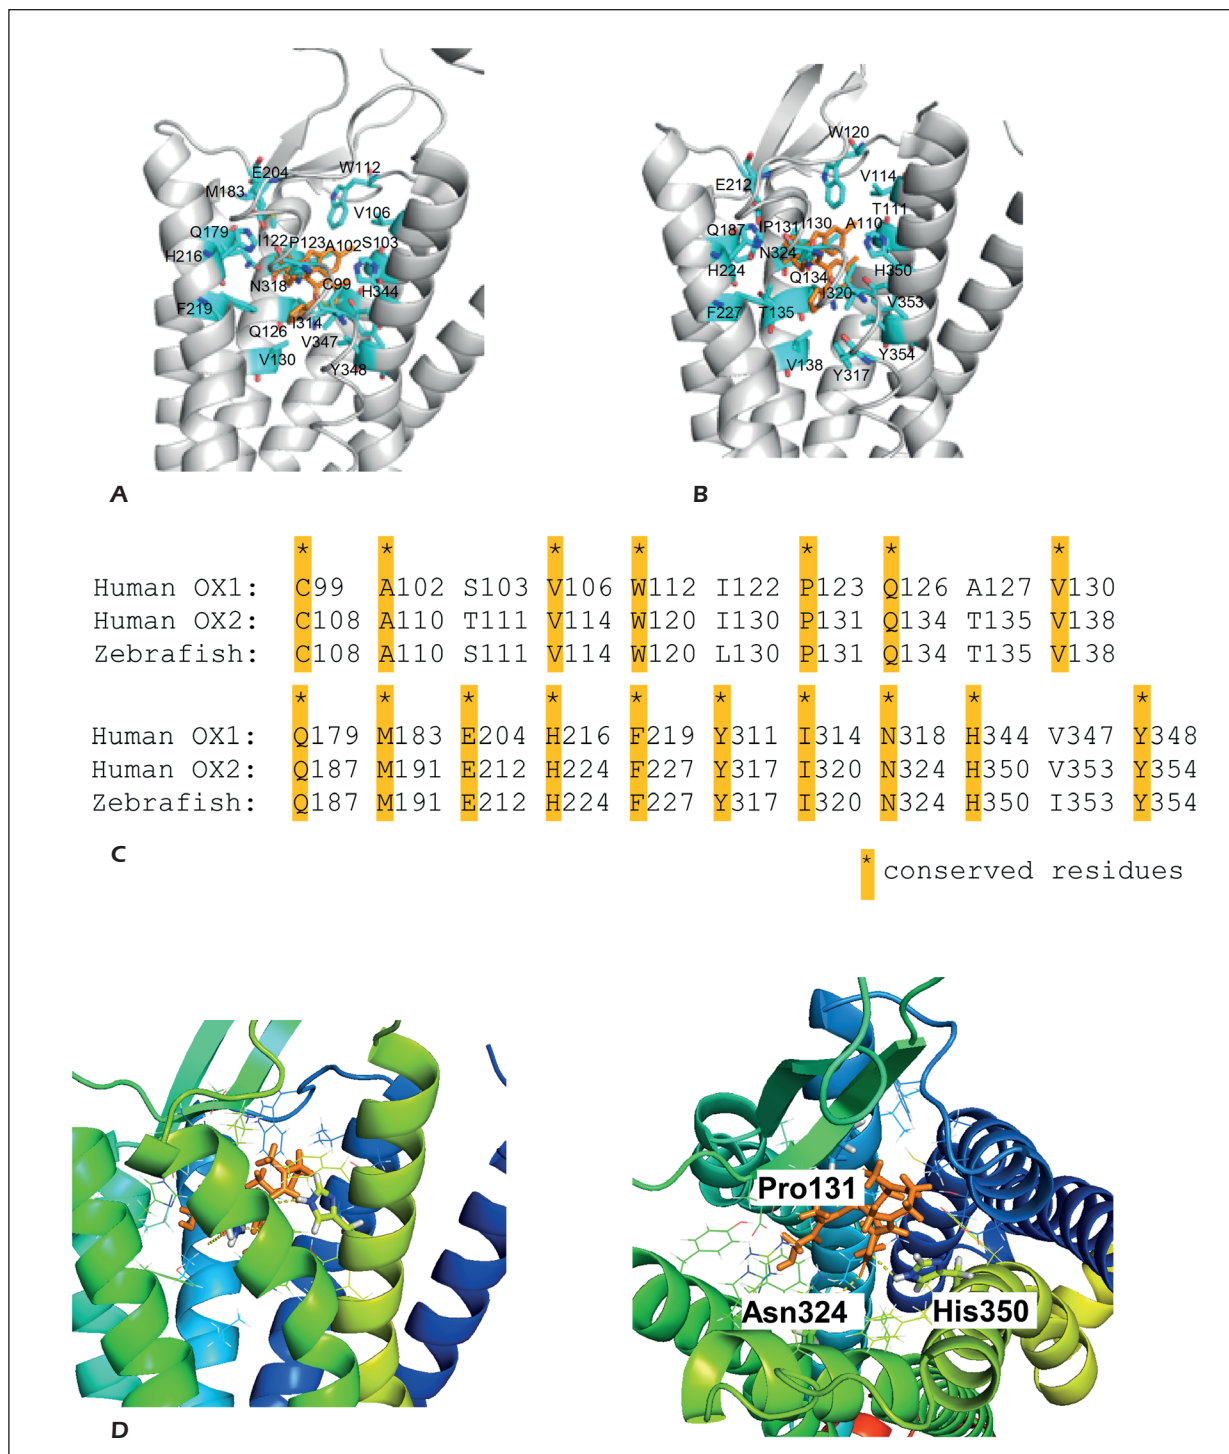 E204
W112
M183
V106
Q179
I122
P123
A102
S103
H216
N318
C99
H344
F219
Q126
I314
V347
V130
Y348
A
W120
E212
V114
T111
Q187
IP131
I130
A110
N324
H224
Q134
H350
I320
V353
F227
T135
Y354
V138
Y317
B
* * * * * * *
Human OX1: C99 A102 S103 V106 W112 I122 P123 Q126 A127 V130
Human OX2: C108 A110 T111 V114 W120 I130 P131 Q134 T135 V138
Zebrafish: C108 A110 S111 V114 W120 L130 P131 Q134 T135 V138
* * * * * * * * * *
Human OX1: Q179 M183 E204 H216 F219 Y311 I314 N318 H344 V347 Y348
Human OX2: Q187 M191 E212 H224 F227 Y317 I320 N324 H350 V353 Y354
Zebrafish: Q187 M191 E212 H224 F227 Y317 I320 N324 H350 I353 Y354
C
* conserved residues
Pro131
Asn324 His350
D